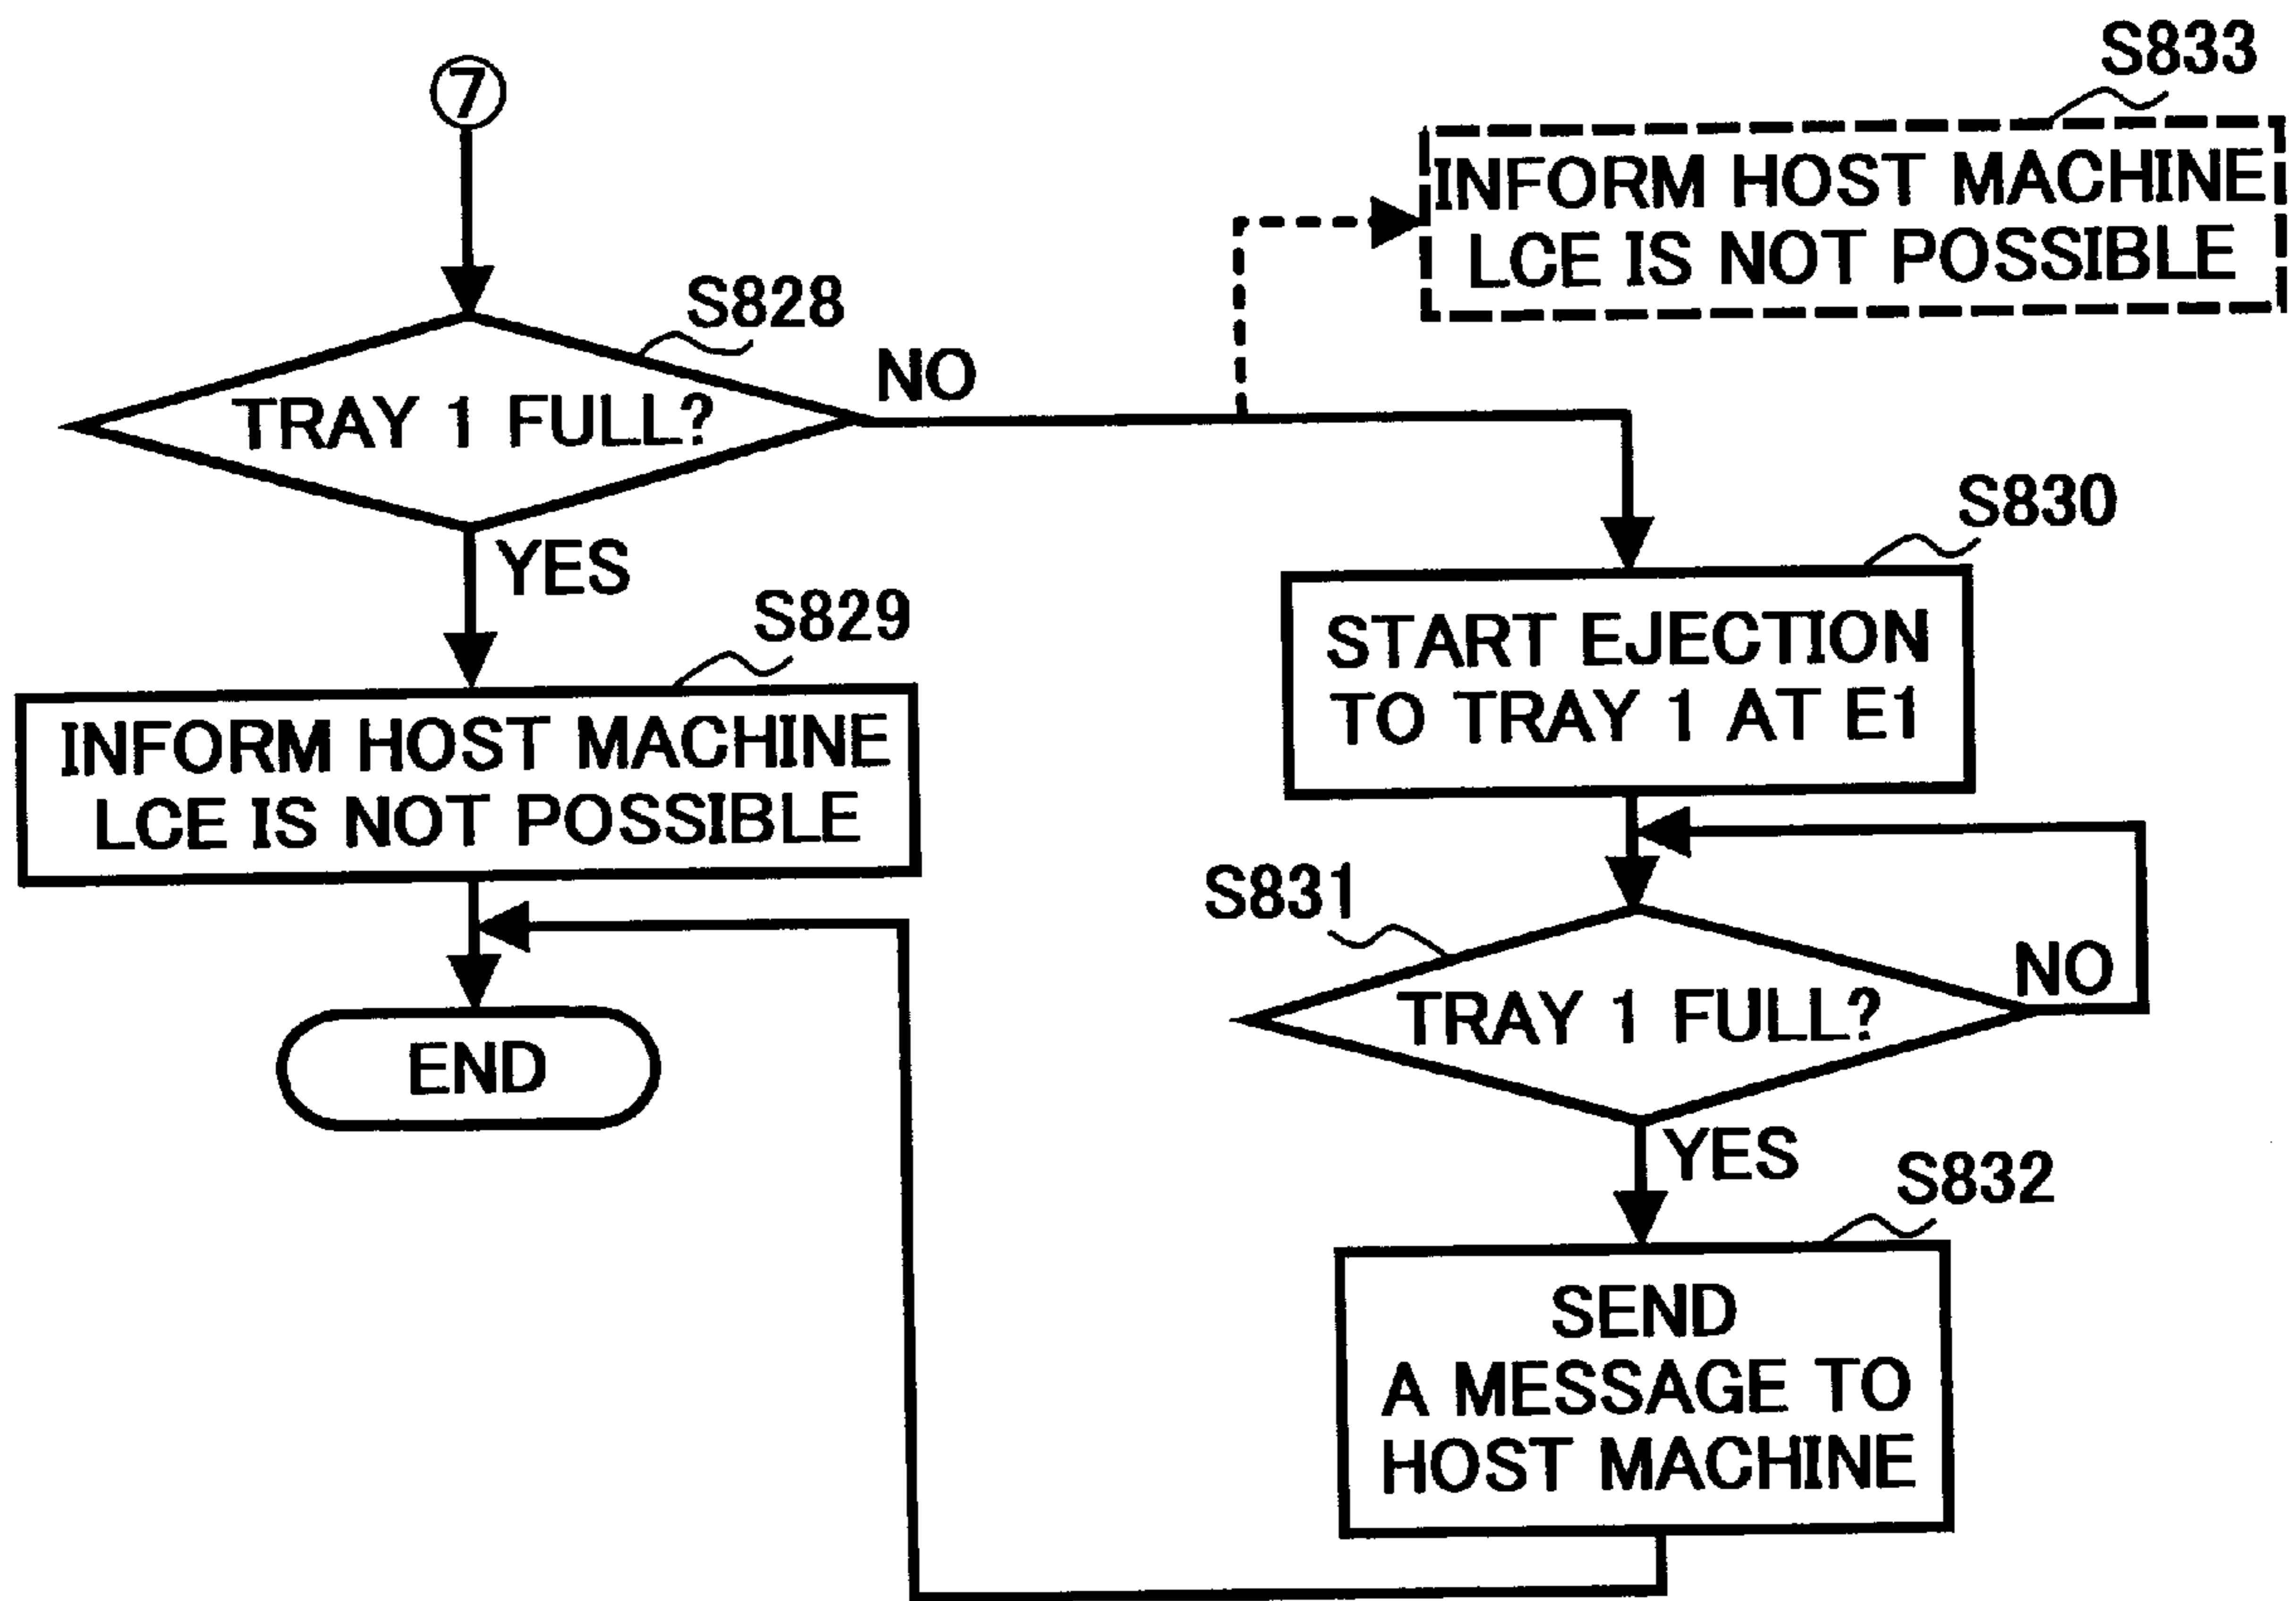 S833
⑦
INFORM HOST MACHINE
LCE IS NOT POSSIBLE
S828
NO
TRAY 1 FULL?
S830
YES
S829
START EJECTION
TO TRAY 1 AT E1
INFORM HOST MACHINE
LCE IS NOT POSSIBLE
S831
NO
TRAY 1 FULL?
END
YES
S832
SEND
A MESSAGE TO
HOST MACHINE